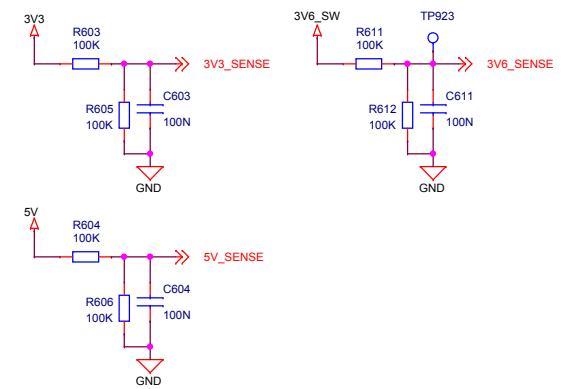 3V3
R603
100K
3V3_SENSE
R605
100K
C603
100N
GND
3V6_SW
TP923
R611
100K
3V6_SENSE
R612
100K
C611
100N
GND
5V
R604
100K
5V_SENSE
R606
100K
C604
100N
GND